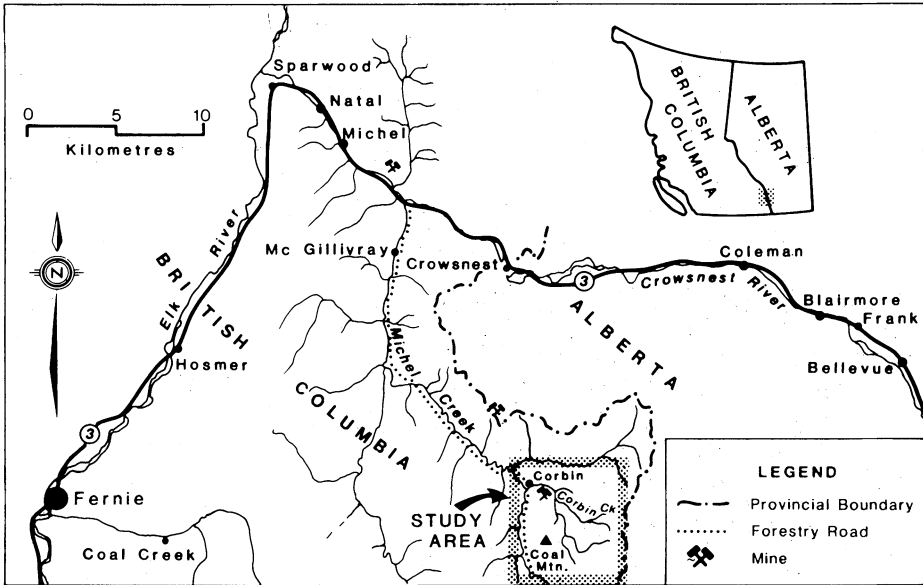 Sparwood
Natal
Michel
0 5 10
Kilometres
BRITISH
COLUMBIA
ALBERTA
Mc Gillivray
Crowsnest
3
Crowsnest River
Coleman
Blairmore
Frank
Bellevue
Elk River
N
BRITISH
COLUMBIA
ALBERTA
Hosmer
Michel Creek
3
Fernie
Coal Creek
STUDY
AREA
Corbin
Corbin Ck
Coal
Mtn.
LEGEND
Provincial Boundary
Forestry Road
Mine